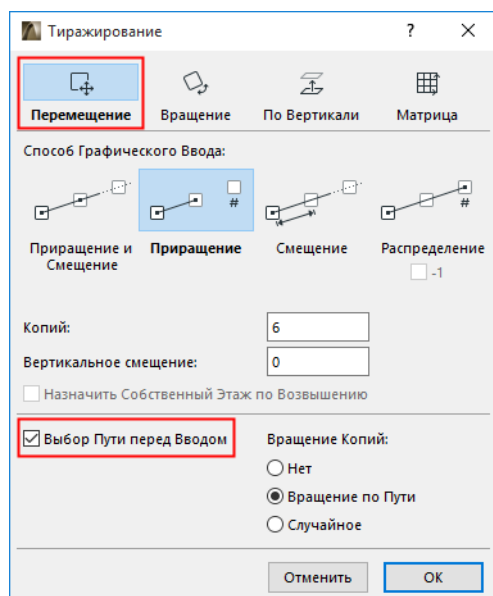 Тиражирование ?
Перемещение Вращение По Вертикали Матрица
Способ Графического Ввода:
# #
Приращение и Приращение Смещение Распределение
Смещение -1
Копий: 6
Вертикальное смещение: 0
Назначить Собственный Этаж по Возвышению
Выбор Пути перед Вводом Вращение Копий:
Нет
Вращение по Пути
Случайное
Отменить OK